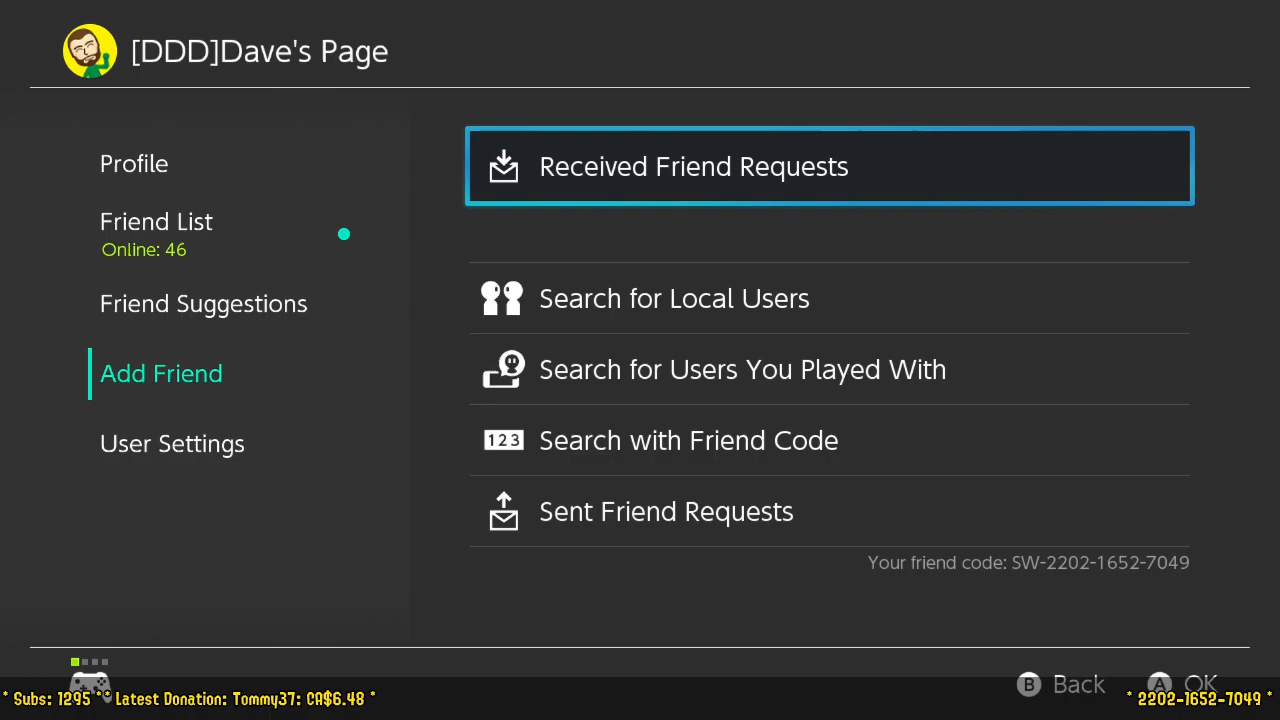 [DDD]Dave's Page
Profile
Friend List
Online: 46
Friend Suggestions
Add Friend
User Settings
Received Friend Requests
Search for Local Users
Search for Users You Played With
123 Search with Friend Code
Sent Friend Requests
Your friend code: SW-2202-1652-7049
B Back A OK
* Subs: 1295 * * Latest Donation: Tommy37: CA$6.48 *
* 2202-1652-7049 *